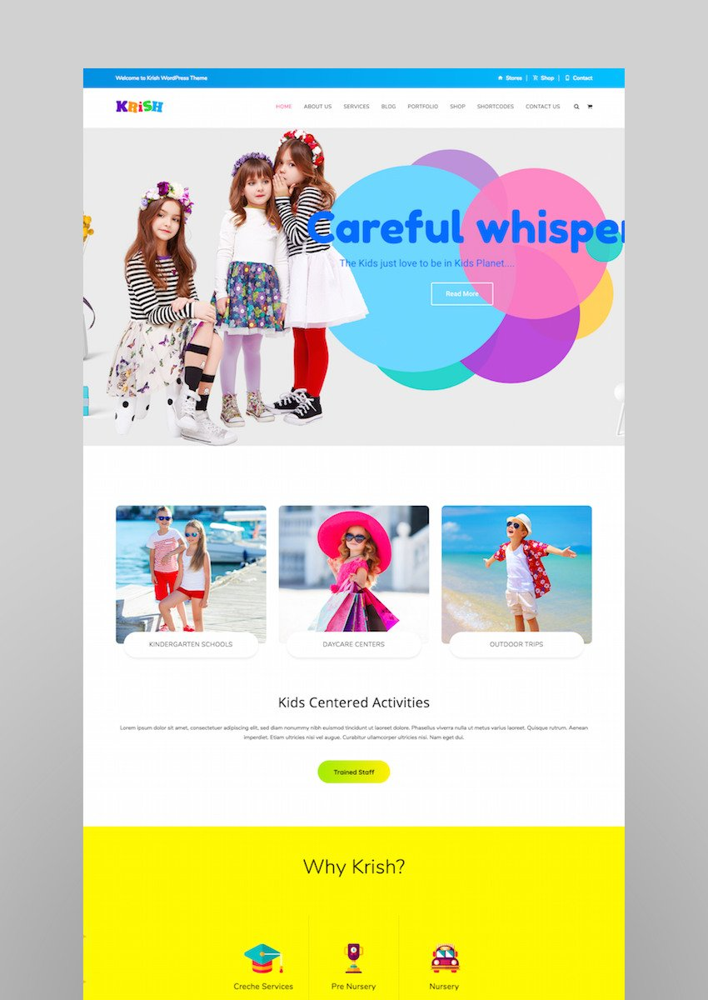 Welcome to Krish WordPress Theme
Stores | Shop | Contact
KRiSH
HOME ABOUT US SERVICES BLOG PORTFOLIO SHOP SHORTCODES CONTACT US
Careful whisper
The Kids just love to be in Kids Planet....
Read More
KINDERGARTEN SCHOOLS
DAYCARE CENTERS
OUTDOOR TRIPS
Kids Centered Activities
Lorem ipsum dolor sit amet, consectetuer adipiscing elit, sed diam nonummy nibh euismod tincidunt ut laoreet dolore. Phasellus viverra nulla ut metus varius laoreet. Quisque rutrum. Aenean
imperdiet. Etiam ultricies nisi vel augue. Curabitur ullamcorper ultricies nisi. Nam eget dui.
Trained Staff
Why Krish?
Creche Services
Pre Nursery
Nursery